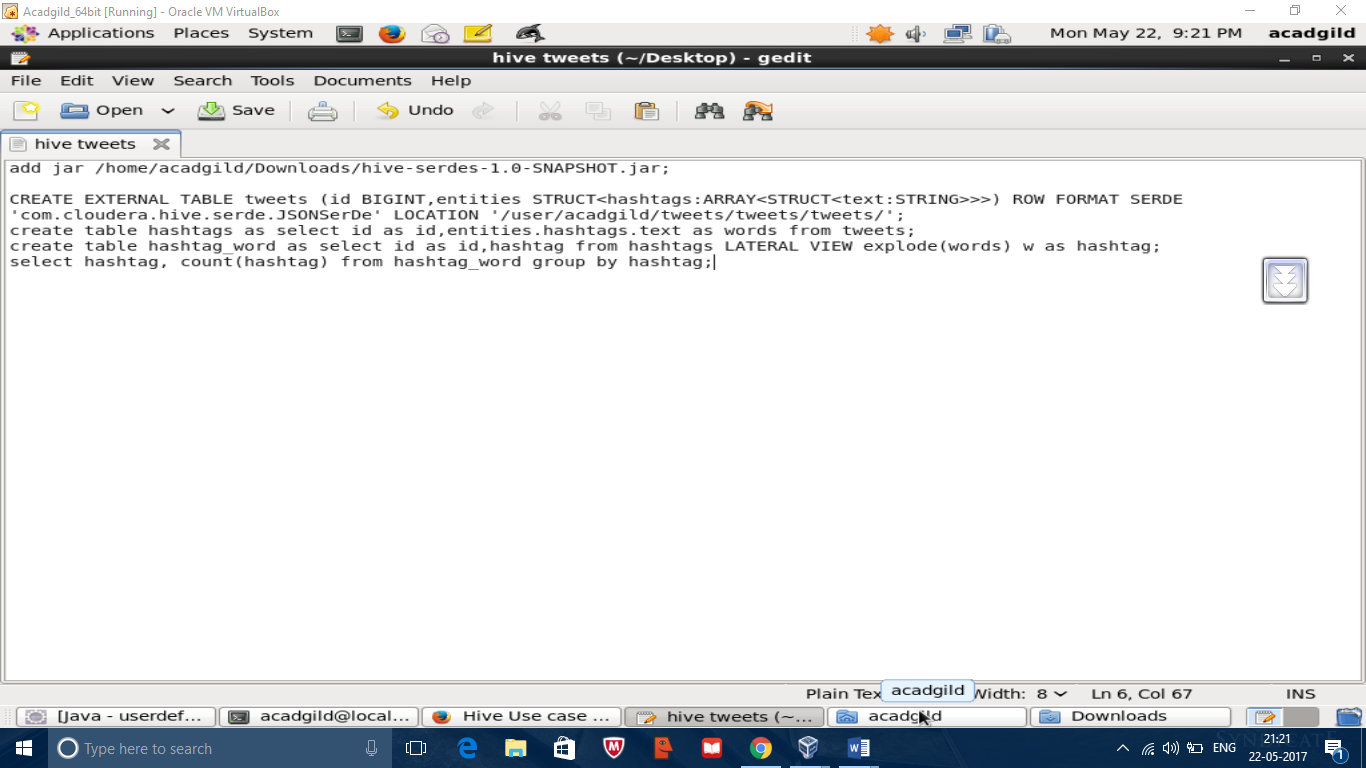 Acadgild_64bit [Running] - Oracle VM VirtualBox
Applications Places System Mon May 22, 9:21 PM acadgild
hive tweets (~/Desktop) - gedit
File Edit View Search Tools Documents Help
Open Save Undo
hive tweets
add jar /home/acadgild/Downloads/hive-serdes-1.0-SNAPSHOT.jar;
CREATE EXTERNAL TABLE tweets (id BIGINT,entities STRUCT<hashtags:ARRAY<STRUCT<text:STRING>>>) ROW FORMAT SERDE
'com.cloudera.hive.serde.JSONSerDe' LOCATION '/user/acadgild/tweets/tweets/tweets/';
create table hashtags as select id as id,entities.hashtags.text as words from tweets;
create table hashtag_word as select id as id,hashtag from hashtags LATERAL VIEW explode(words) w as hashtag;
select hashtag, count(hashtag) from hashtag_word group by hashtag;
Plain Tex acadgild Width: 8 Ln 6, Col 67 INS
[Java - userdef... acadgild@local... Hive Use case ... hive tweets (~... acadgild Downloads
Type here to search ENG 21:21
22-05-2017 1